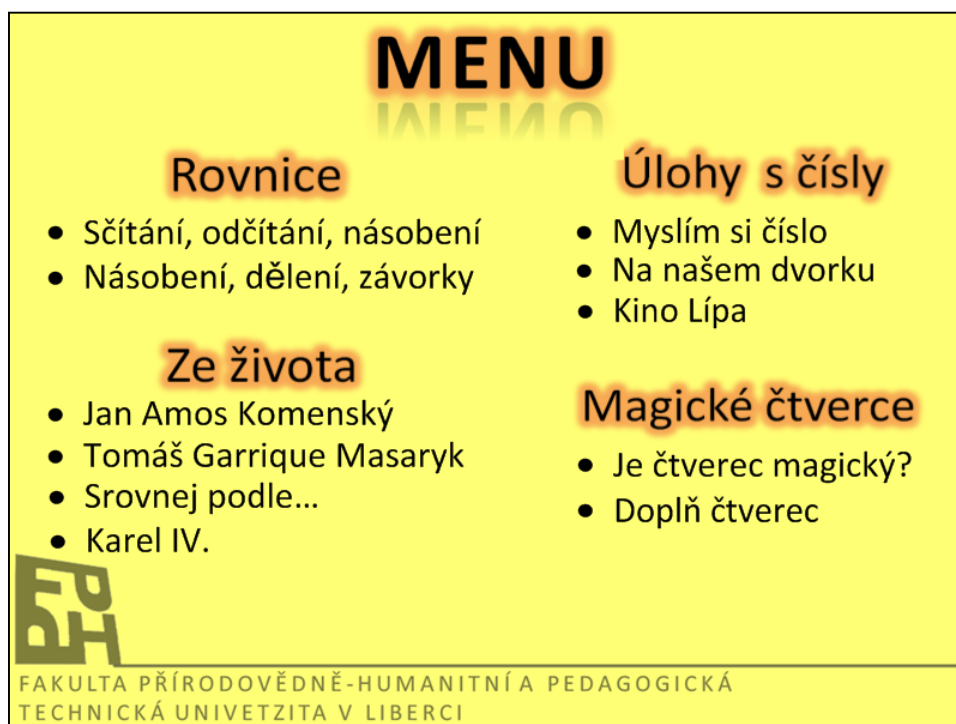 MENU
Rovnice
• Sčítání, odčítání, násobení
• Násobení, dělení, závorky
Ze života
• Jan Amos Komenský
• Tomáš Garrique Masaryk
• Srovnej podle…
• Karel IV.
Úlohy s čísly
• Myslím si číslo
• Na našem dvorku
• Kino Lípa
Magické čtverce
• Je čtverec magický?
• Doplň čtverec
FAKULTA PŘÍRODOVĚDNĚ-HUMANITNÍ A PEDAGOGICKÁ
TECHNICKÁ UNIVETZITA V LIBERCI